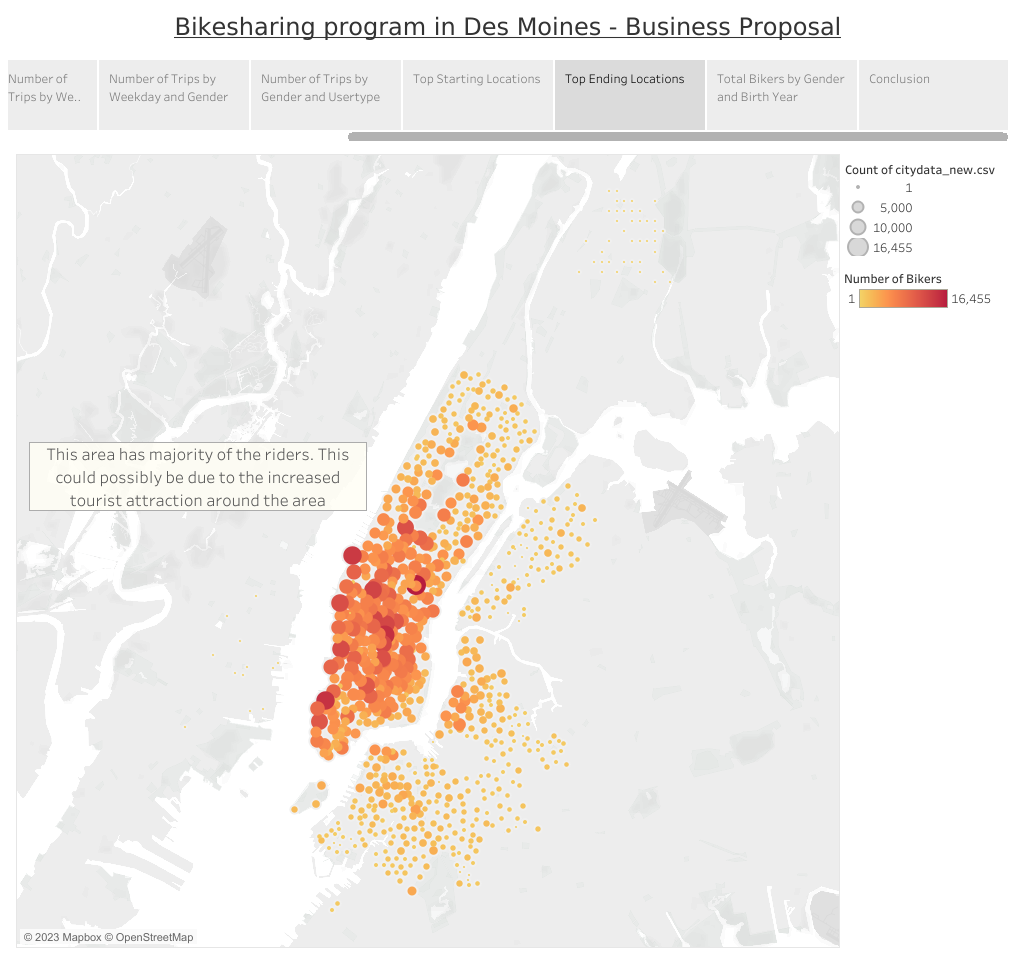 Bikesharing program in Des Moines - Business Proposal
Number of
Trips by We..
Number of Trips by
Weekday and Gender
Number of Trips by
Gender and Usertype
Top Starting Locations
Top Ending Locations
Total Bikers by Gender
and Birth Year
Conclusion
Count of citydata_new.csv
1
5,000
10,000
16,455
Number of Bikers
1 16,455
This area has majority of the riders. This
could possibly be due to the increased
tourist attraction around the area
© 2023 Mapbox © OpenStreetMap